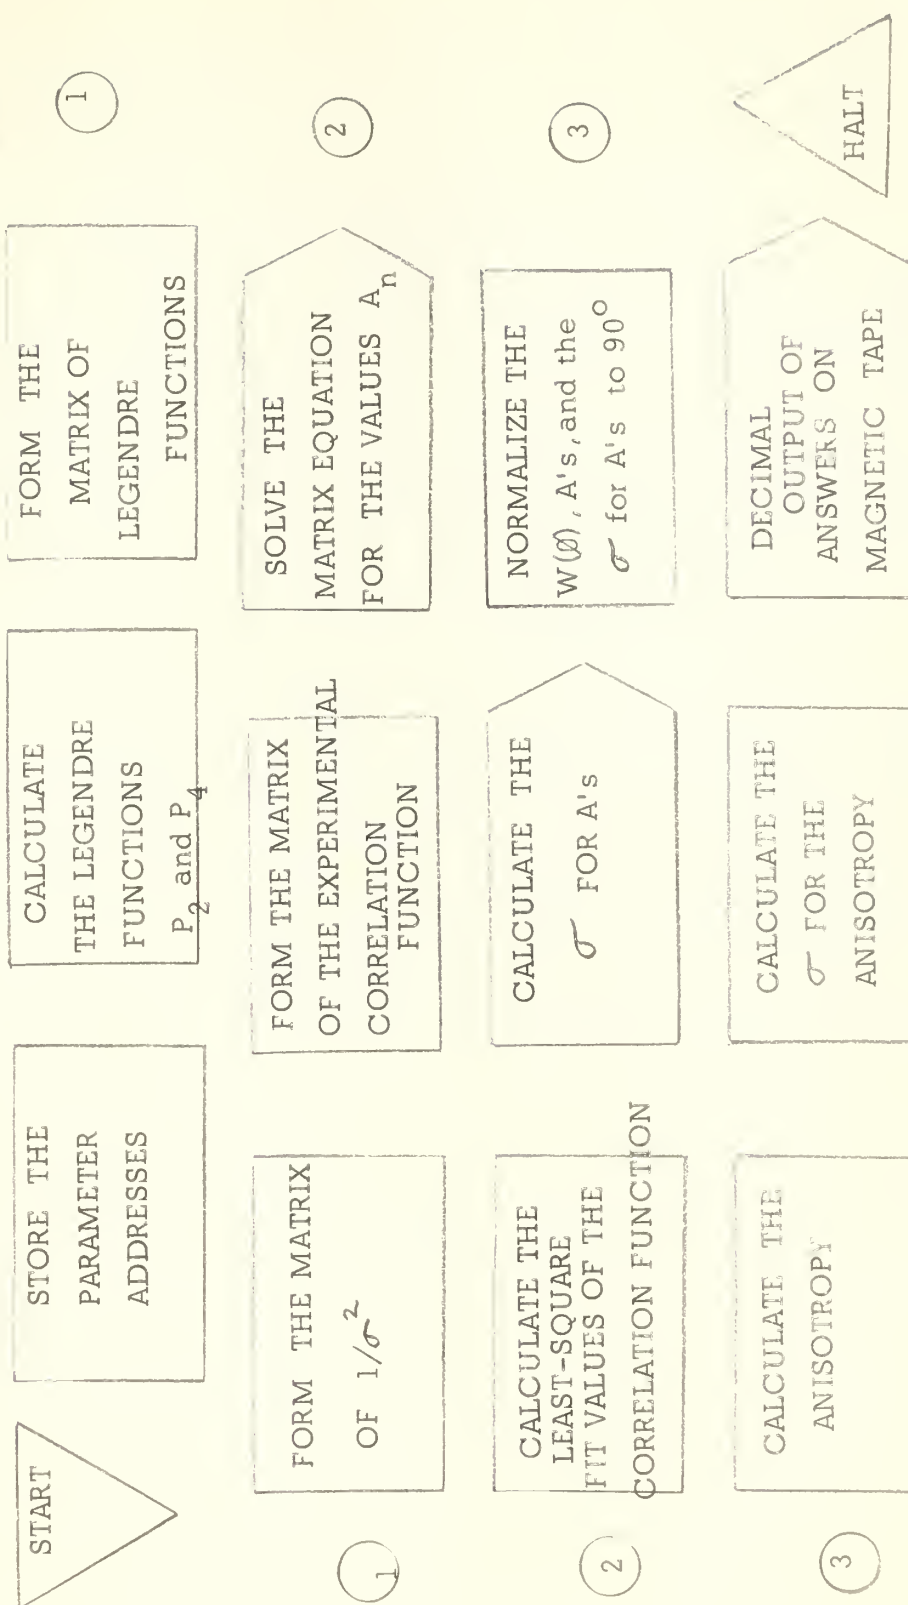 START
STORE THE
PARAMETER
ADDRESSES
CALCULATE
THE LEGENDRE
FUNCTIONS
P₂ and P₄
FORM THE
MATRIX OF
LEGENDRE
FUNCTIONS
1
1
FORM THE MATRIX
OF 1/σ²
FORM THE MATRIX
OF THE EXPERIMENTAL
CORRELATION
FUNCTION
SOLVE THE
MATRIX EQUATION
FOR THE VALUES Aₙ
2
2
CALCULATE THE
LEAST-SQUARE
FIT VALUES OF THE
CORRELATION FUNCTION
CALCULATE THE
σ FOR A's
NORMALIZE THE
W(Ø), A's, and the
σ for A's to 90°
3
3
CALCULATE THE
ANISOTROPY
CALCULATE THE
σ FOR THE
ANISOTROPY
DECIMAL
OUTPUT OF
ANSWERS ON
MAGNETIC TAPE
HALT